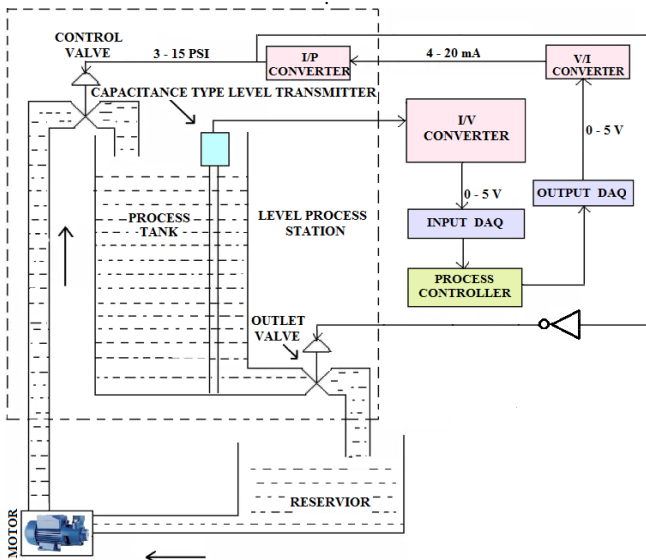 CONTROL
VALVE
3 - 15 PSI
I/P
CONVERTER
4 - 20 mA
V/I
CONVERTER
CAPACITANCE TYPE LEVEL TRANSMITTER
I/V
CONVERTER
0 - 5 V
0 - 5 V
OUTPUT DAQ
INPUT DAQ
PROCESS
TANK
LEVEL PROCESS
STATION
PROCESS
CONTROLLER
OUTLET
VALVE
RESERVIOR
MOTOR